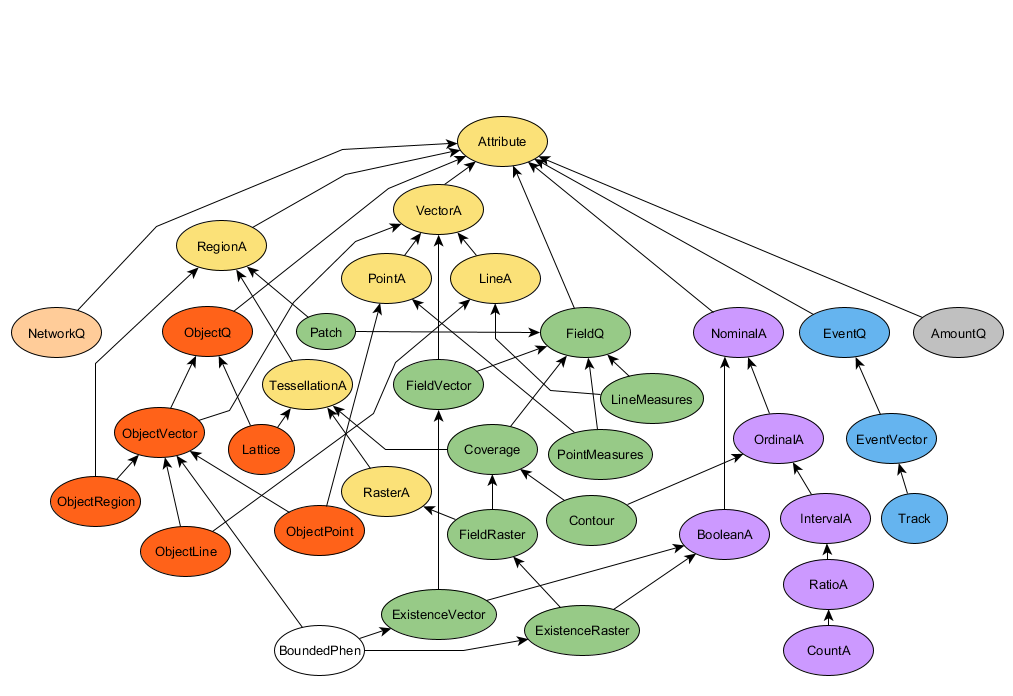 Attribute
VectorA
RegionA
PointA
LineA
NetworkQ
ObjectQ
Patch
FieldQ
NominalA
EventQ
AmountQ
TessellationA
FieldVector
LineMeasures
ObjectVector
Lattice
Coverage
PointMeasures
OrdinalA
EventVector
ObjectRegion
RasterA
ObjectPoint
Contour
IntervalA
Track
ObjectLine
FieldRaster
BooleanA
RatioA
ExistenceVector
ExistenceRaster
BoundedPhen
CountA